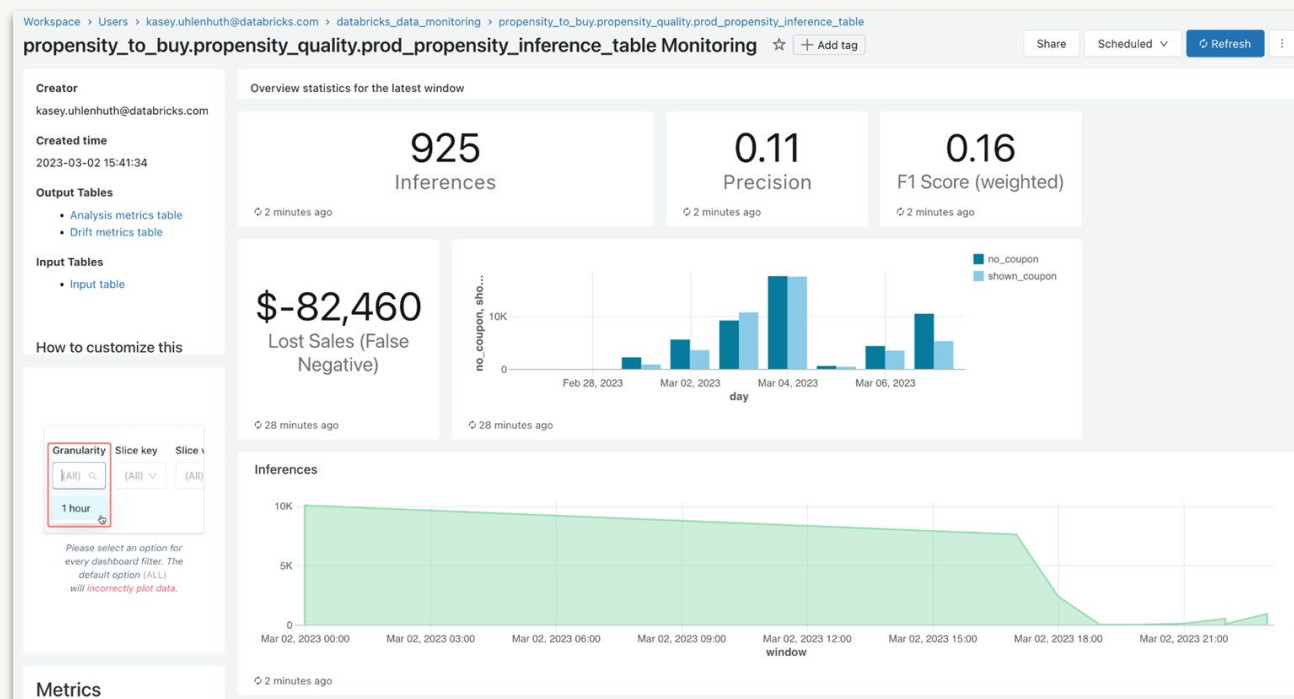 Workspace > Users > kasey.uhlenhuth@databricks.com > databricks_data_monitoring > propensity_to_buy.propensity_quality.prod_propensity_inference_table
propensity_to_buy.propensity_quality.prod_propensity_inference_table Monitoring
+ Add tag
Share
Scheduled
Refresh
Creator
kasey.uhlenhuth@databricks.com
Created time
2023-03-02 15:41:34
Output Tables
• Analysis metrics table
• Drift metrics table
Input Tables
• Input table
How to customize this
Granularity Slice key Slice
(All) (All) (All)
1 hour
Please select an option for
every dashboard filter. The
default option (ALL)
will incorrectly plot data.
Metrics
Overview statistics for the latest window
925
Inferences
2 minutes ago
0.11
Precision
2 minutes ago
0.16
F1 Score (weighted)
2 minutes ago
$-82,460
Lost Sales (False
Negative)
28 minutes ago
no_coupon, sho...
10K
0
Feb 28, 2023 Mar 02, 2023 Mar 04, 2023 Mar 06, 2023
day
no_coupon
shown_coupon
28 minutes ago
Inferences
10K
5K
0
Mar 02, 2023 00:00 Mar 02, 2023 03:00 Mar 02, 2023 06:00 Mar 02, 2023 09:00 Mar 02, 2023 12:00 Mar 02, 2023 15:00 Mar 02, 2023 18:00 Mar 02, 2023 21:00
window
2 minutes ago